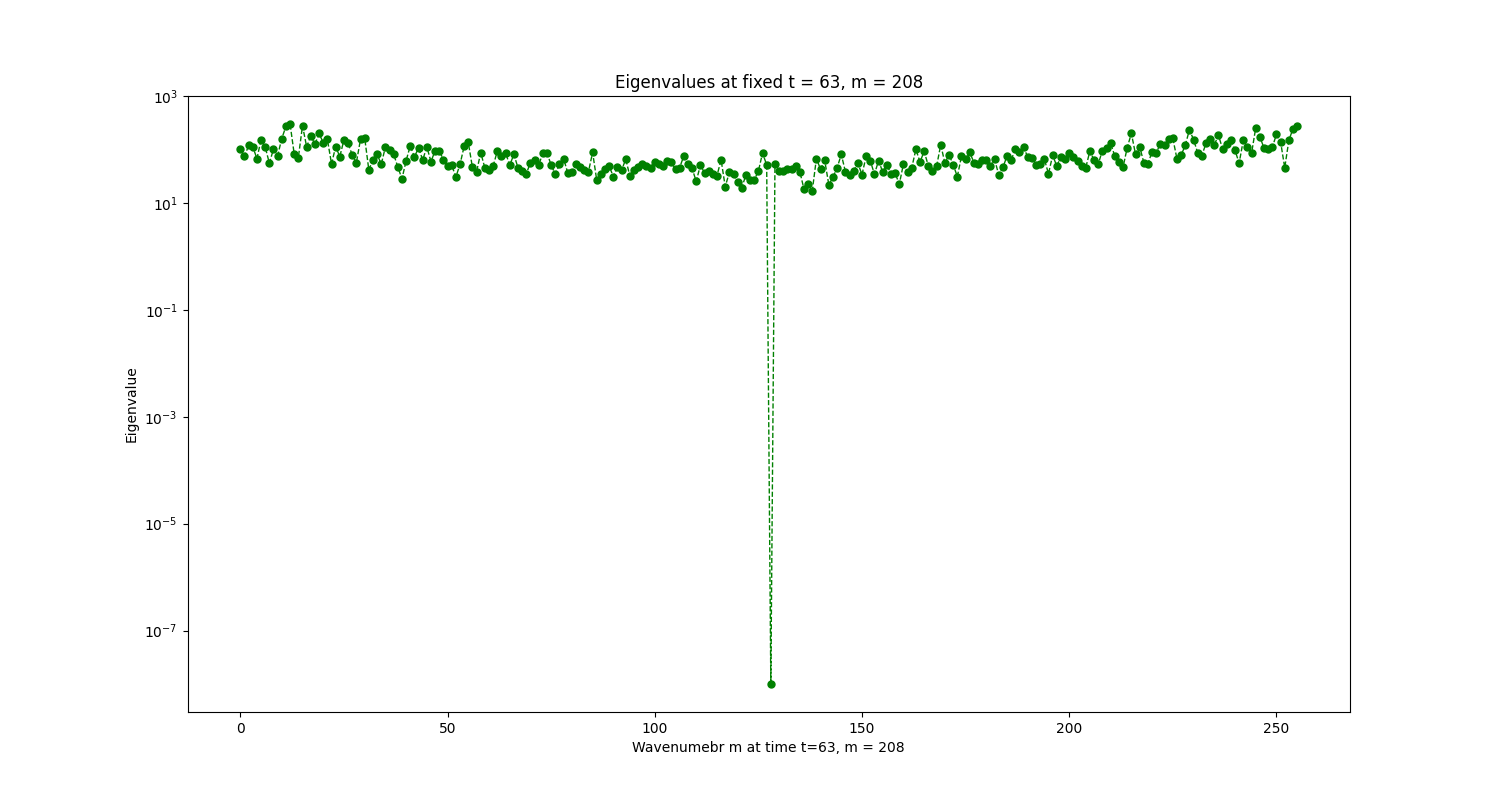 Eigenvalues at fixed t = 63, m = 208
10³
10¹
10⁻¹
10⁻³
10⁻⁵
10⁻⁷
Eigenvalue
0 50 100 150 200 250
Wavenumebr m at time t=63, m = 208